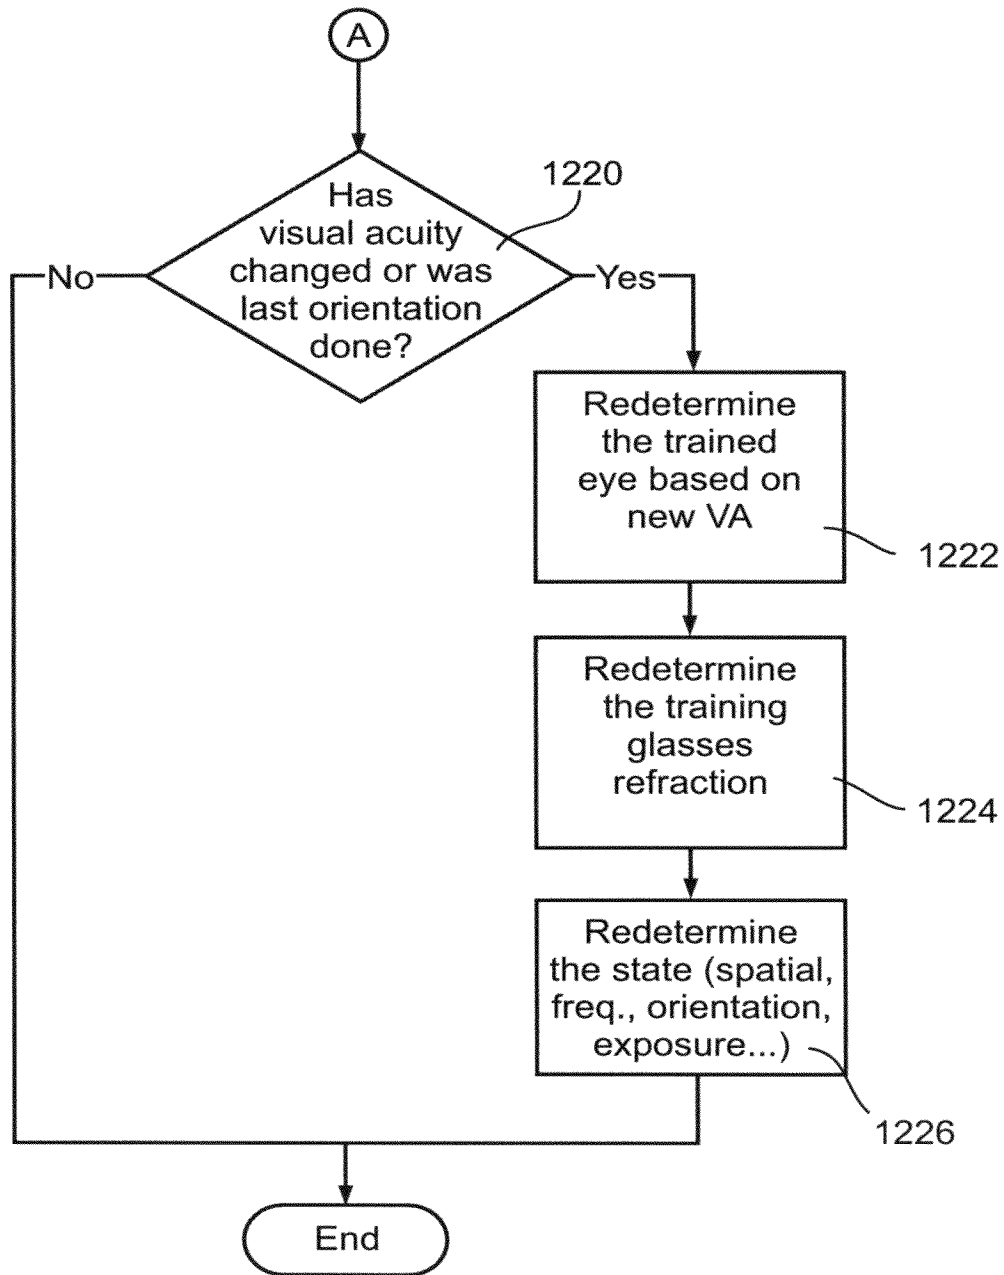 A
1220
Has
visual acuity
changed or was
last orientation
done?
No
Yes
Redetermine
the trained
eye based on
new VA
1222
Redetermine
the training
glasses
refraction
1224
Redetermine
the state (spatial,
freq., orientation,
exposure...)
1226
End